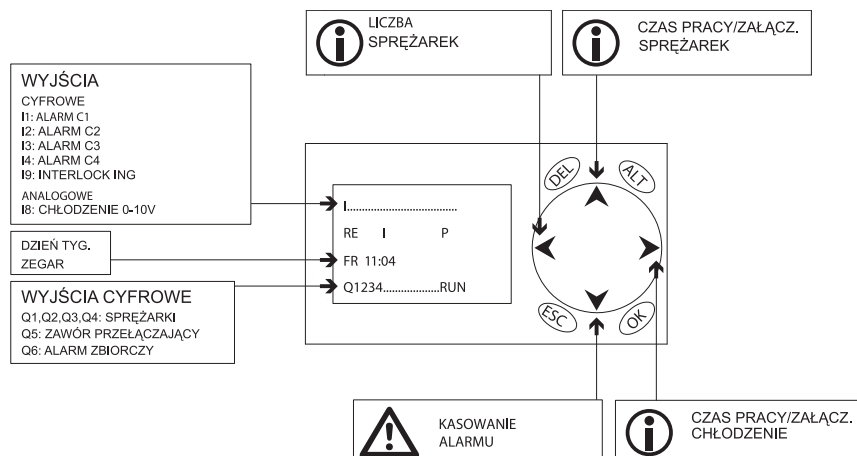 LICZBA
SPRĘŻAREK
CZAS PRACY/ZAŁĄCZ.
SPRĘŻAREK
WYJŚCIA
CYFROWE
I1: ALARM C1
I2: ALARM C2
I3: ALARM C3
I4: ALARM C4
I9: INTERLOCK ING
ANALOGOWE
I8: CHŁODZENIE 0-10V
DZIEŃ TYG.
ZEGAR
WYJŚCIA CYFROWE
Q1,Q2,Q3,Q4: SPRĘŻARKI
Q5: ZAWÓR PRZEŁĄCZAJĄCY
Q6: ALARM ZBIORCZY
I...................................
RE I P
FR 11:04
Q1234...................RUN
DEL
ALT
ESC
OK
KASOWANIE
ALARMU
CZAS PRACY/ZAŁĄCZ.
CHŁODZENIE